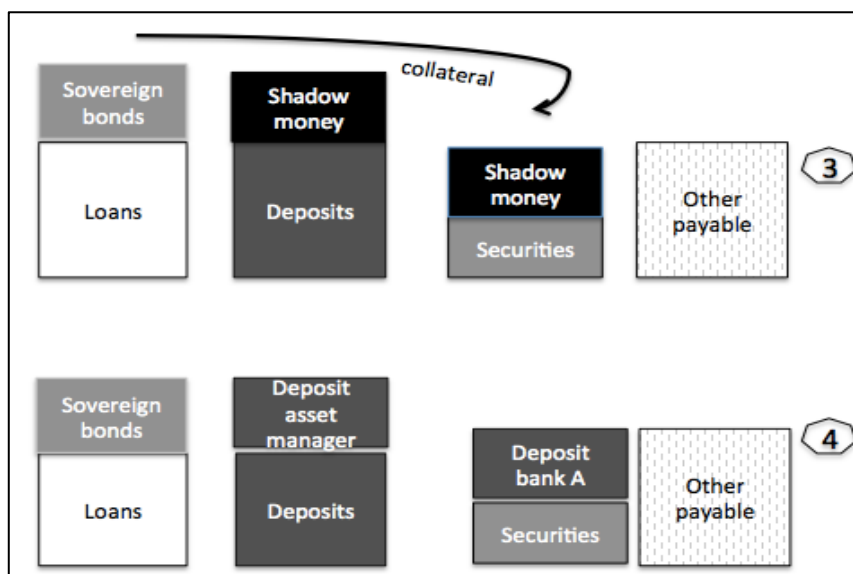 collateral
Sovereign
bonds
Shadow
money
Loans
Deposits
Shadow
money
Securities
Other
payable
3
Sovereign
bonds
Deposit
asset
manager
Loans
Deposits
Deposit
bank A
Securities
Other
payable
4